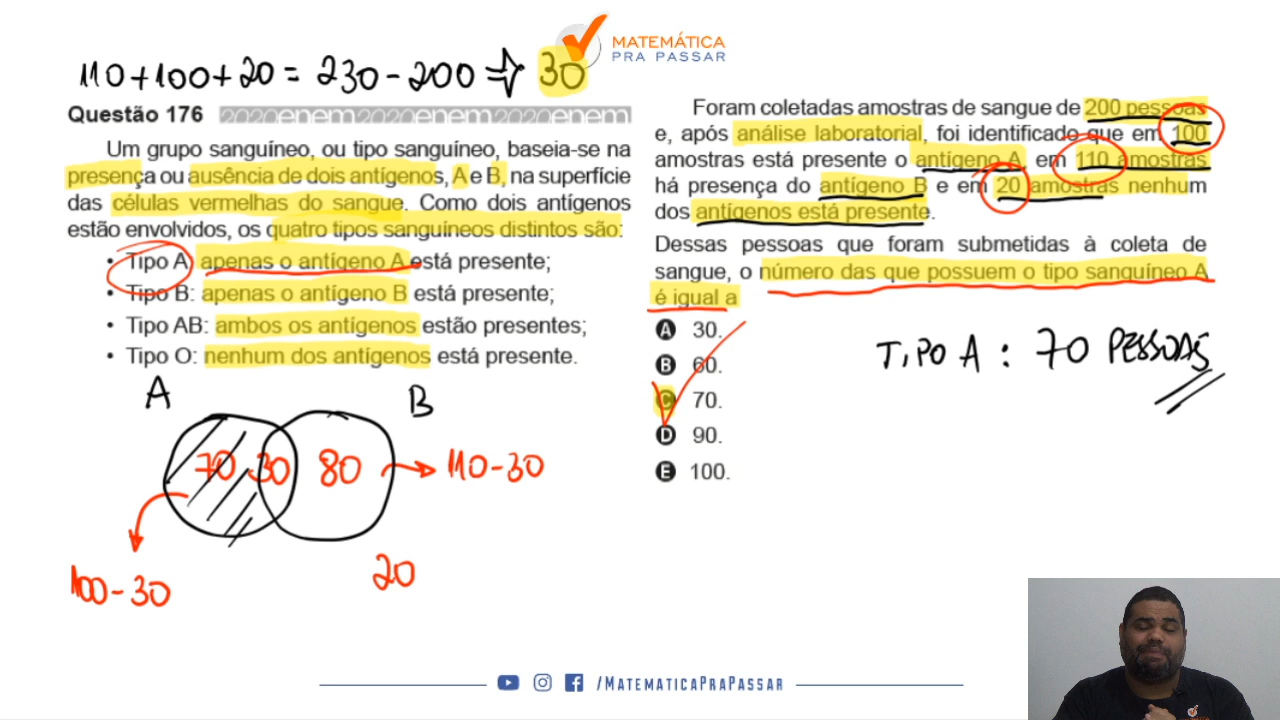 MATEMÁTICA
PRA PASSAR
110+100+20 = 230-200 ⇒ 30
Questão 176 2020enem2020enem2020enem
Um grupo sanguíneo, ou tipo sanguíneo, baseia-se na
presença ou ausência de dois antígenos, A e B, na superfície
das células vermelhas do sangue. Como dois antígenos
estão envolvidos, os quatro tipos sanguíneos distintos são:
• Tipo A: apenas o antígeno A está presente;
• Tipo B: apenas o antígeno B está presente;
• Tipo AB: ambos os antígenos estão presentes;
• Tipo O: nenhum dos antígenos está presente.
A B
70 30 80 → 110-30
100-30
20
Foram coletadas amostras de sangue de 200 pessoas
e, após análise laboratorial, foi identificado que em 100
amostras está presente o antígeno A, em 110 amostras
há presença do antígeno B e em 20 amostras nenhum
dos antígenos está presente.
Dessas pessoas que foram submetidas à coleta de
sangue, o número das que possuem o tipo sanguíneo A
é igual a
A 30.
B 60.
C 70.
D 90.
E 100.
TIPO A : 70 PESSOAS
/MATEMATICAPRAPASSAR